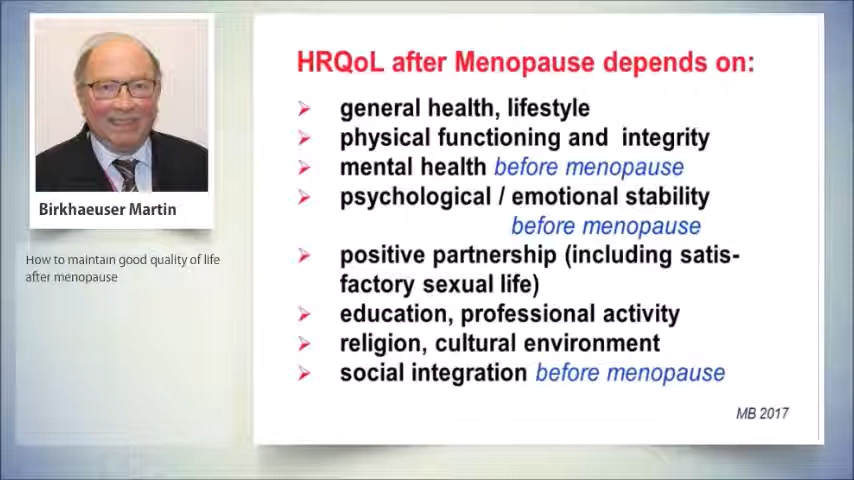 Birkhaeuser Martin
How to maintain good quality of life
after menopause
HRQoL after Menopause depends on:
general health, lifestyle
physical functioning and integrity
mental health before menopause
psychological / emotional stability
before menopause
positive partnership (including satis-
factory sexual life)
education, professional activity
religion, cultural environment
social integration before menopause
MB 2017